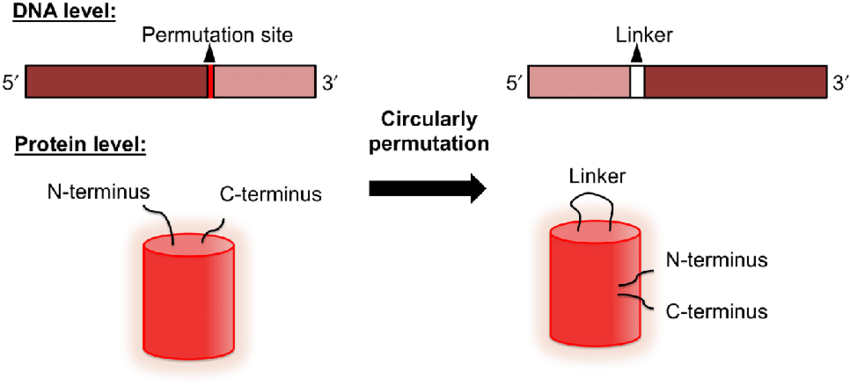 DNA level:
Permutation site
Linker
5′
3′
5′
3′
Protein level:
Circularly
permutation
N-terminus
C-terminus
Linker
N-terminus
C-terminus